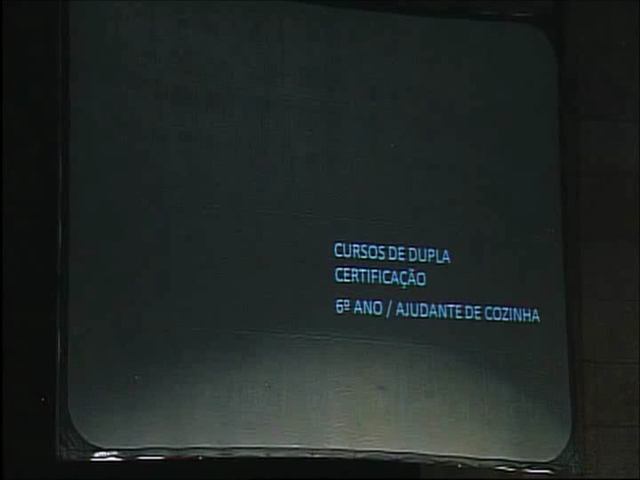 CURSOS DE DUPLA
CERTIFICAÇÃO
6º ANO / AJUDANTE DE COZINHA